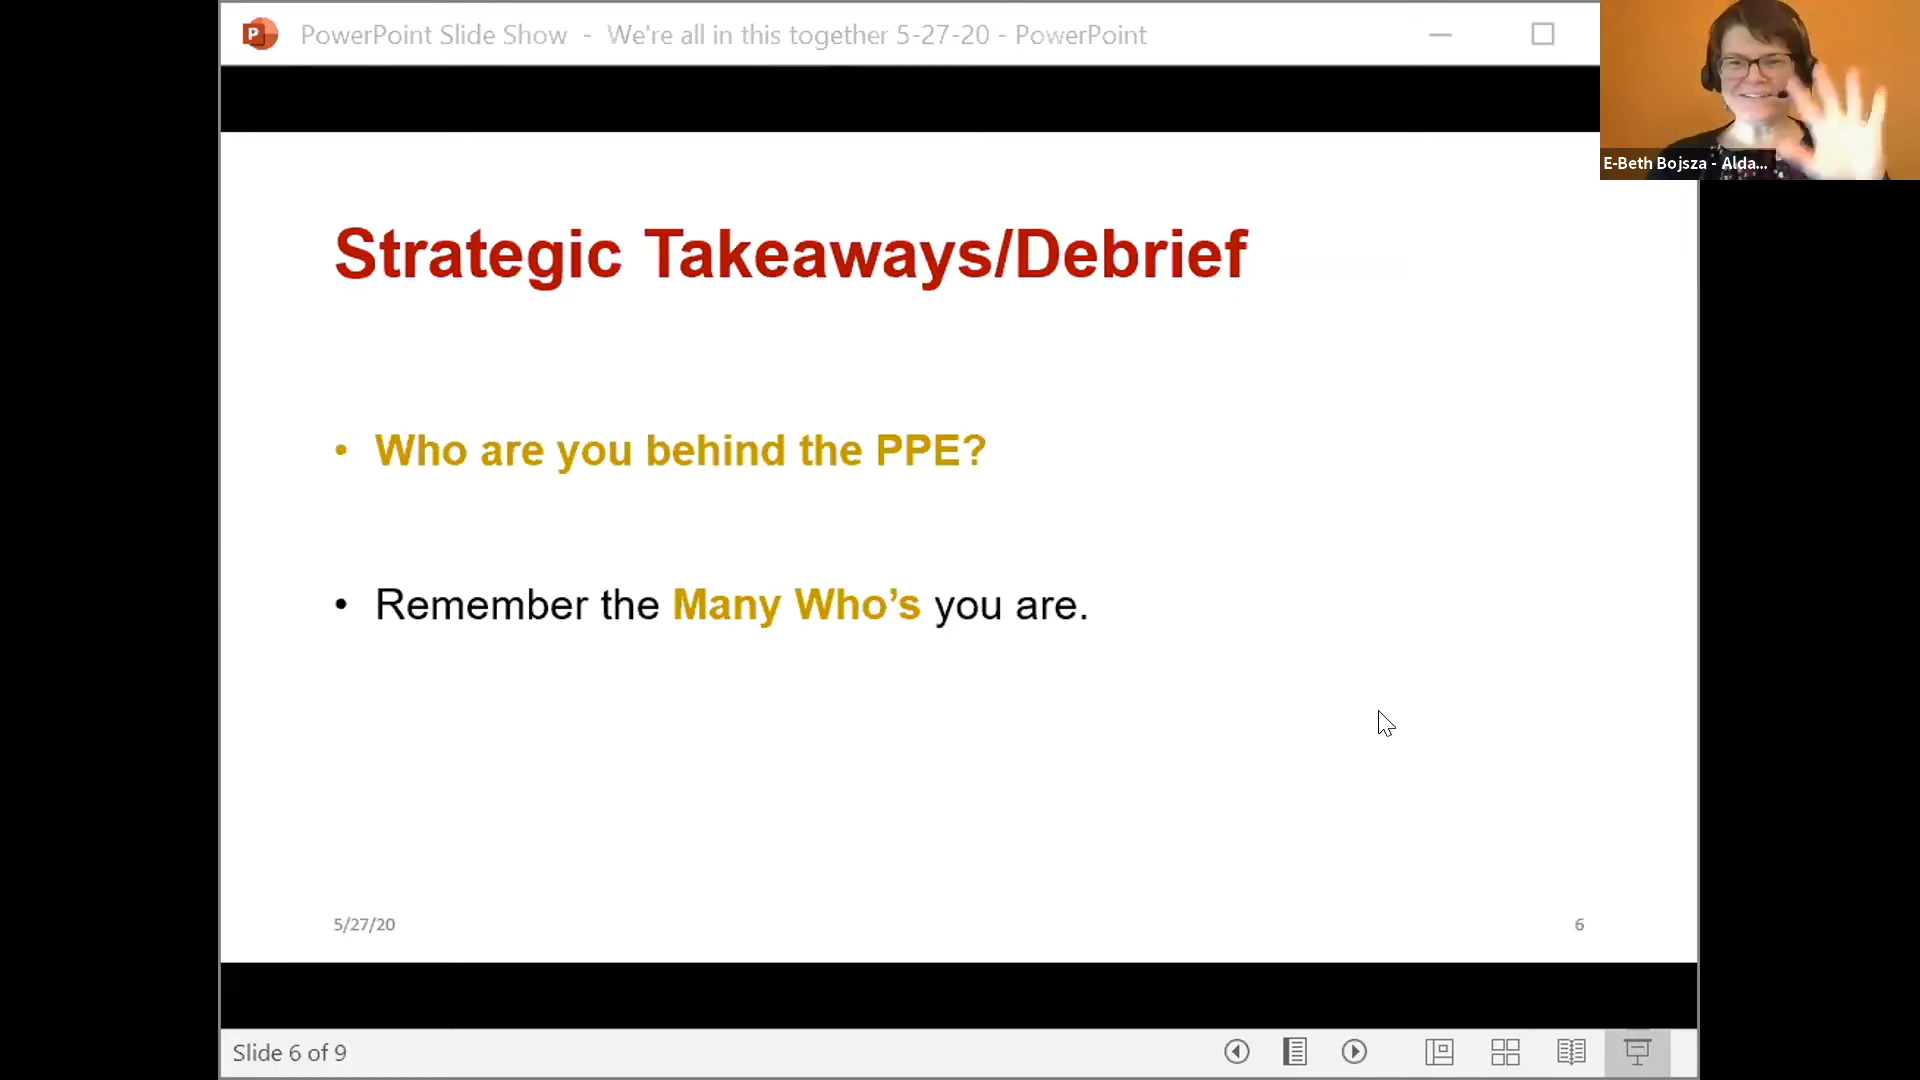 PowerPoint Slide Show - We're all in this together 5-27-20 - PowerPoint
E-Beth Bojsza - Alda...
Strategic Takeaways/Debrief
• Who are you behind the PPE?
• Remember the Many Who’s you are.
5/27/20
6
Slide 6 of 9